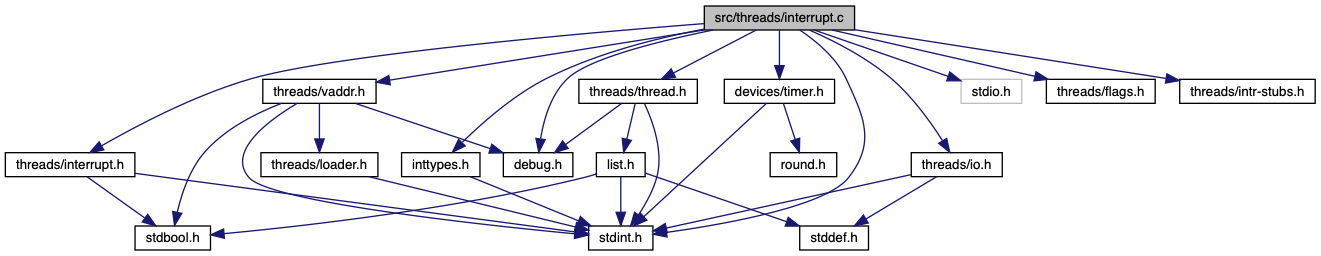 src/threads/interrupt.c
threads/vaddr.h
threads/thread.h
devices/timer.h
stdio.h
threads/flags.h
threads/intr-stubs.h
threads/interrupt.h
threads/loader.h
inttypes.h
debug.h
list.h
round.h
threads/io.h
stdbool.h
stdint.h
stddef.h